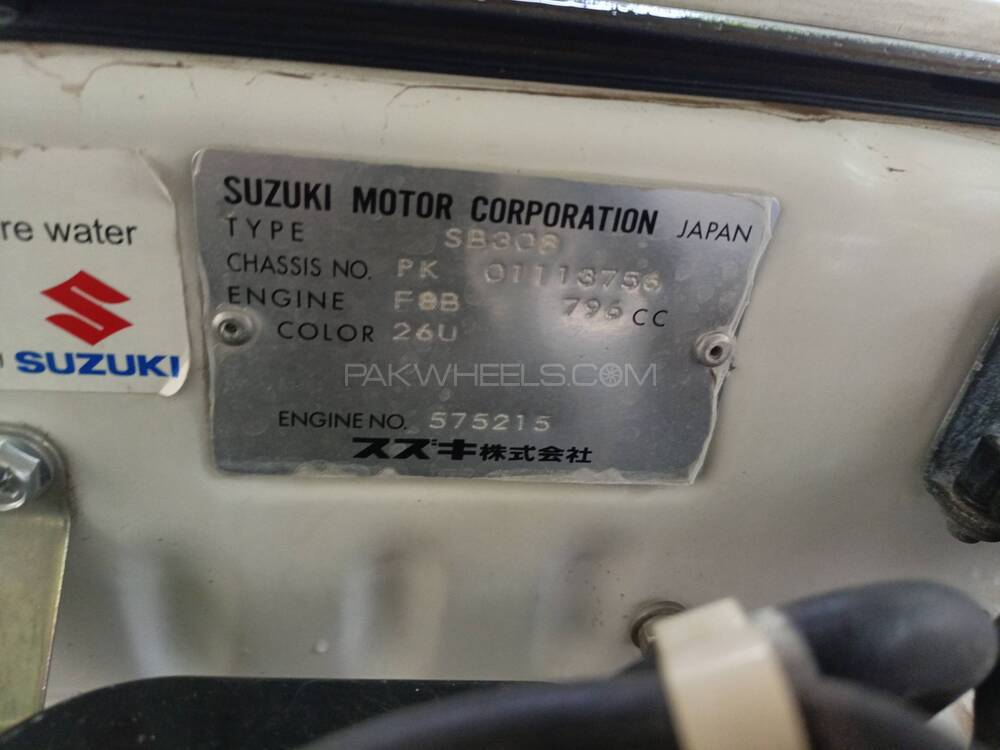 re water
SUZUKI
SUZUKI MOTOR CORPORATION JAPAN
TYPE SB308
CHASSIS NO. PK 01113756
ENGINE F8B 796 CC
COLOR 26U
PAKWHEELS.COM
ENGINE NO. 575215
スズキ株式会社